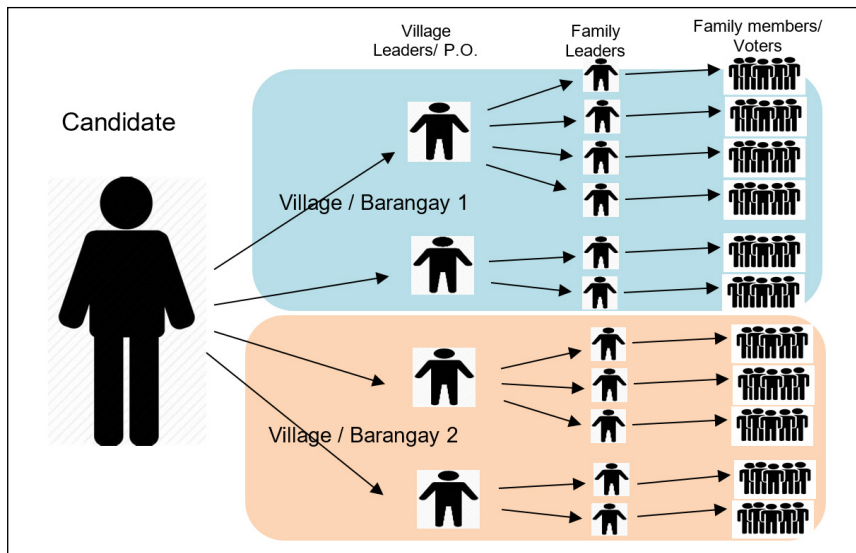 Village
Leaders/ P.O.
Family
Leaders
Family members/
Voters
Candidate
Village / Barangay 1
Village / Barangay 2